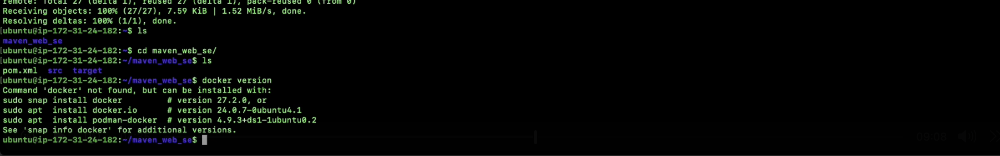 remote: Total 27 (delta 1), reused 27 (delta 1), pack-reused 0 (from 0)
Receiving objects: 100% (27/27), 7.59 KiB | 1.52 MiB/s, done.
Resolving deltas: 100% (1/1), done.
[ubuntu@ip-172-31-24-182:~$ ls
maven_web_se
[ubuntu@ip-172-31-24-182:~$ cd maven_web_se/
[ubuntu@ip-172-31-24-182:~/maven_web_se$ ls
pom.xml  src  target
[ubuntu@ip-172-31-24-182:~/maven_web_se$ docker version
Command 'docker' not found, but can be installed with:
sudo snap install docker         # version 27.2.0, or
sudo apt  install docker.io      # version 24.0.7-0ubuntu4.1
sudo apt  install podman-docker  # version 4.9.3+ds1-1ubuntu0.2
See 'snap info docker' for additional versions.
ubuntu@ip-172-31-24-182:~/maven_web_se$
09:08